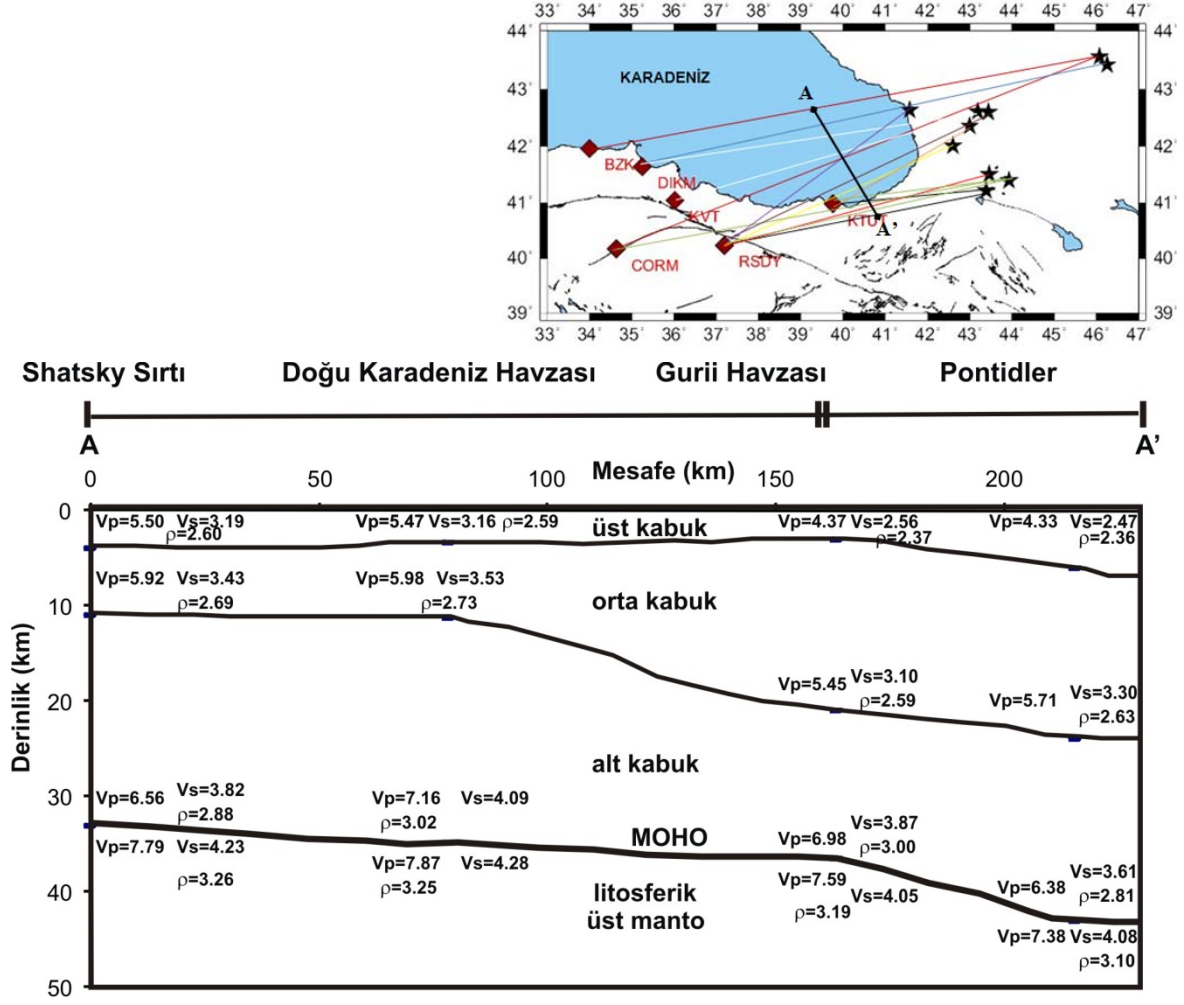 33° 34° 35° 36° 37° 38° 39° 40° 41° 42° 43° 44° 45° 46° 47°
44° 44°
43° 43°
42° 42°
41° 41°
40° 40°
39° 39°
33° 34° 35° 36° 37° 38° 39° 40° 41° 42° 43° 44° 45° 46° 47°
KARADENİZ
A
BZK
DIKM
KVT
KTUT
A'
CORM
RSDY
Shatsky Sırtı Doğu Karadeniz Havzası Gurii Havzası Pontidler
A A'
Mesafe (km)
0 50 100 150 200
Derinlik (km)
0
10
20
30
40
50
üst kabuk
Vp=5.50 Vs=3.19 Vp=5.47 Vs=3.16 ρ=2.59 Vp=4.37 Vs=2.56 Vp=4.33 Vs=2.47
ρ=2.60 ρ=2.37 ρ=2.36
Vp=5.92 Vs=3.43 Vp=5.98 Vs=3.53
ρ=2.69 ρ=2.73
orta kabuk
Vp=5.45 Vs=3.10 Vp=5.71 Vs=3.30
ρ=2.59 ρ=2.63
alt kabuk
Vp=6.56 Vs=3.82 Vp=7.16 Vs=4.09
ρ=2.88 ρ=3.02
MOHO
Vp=6.98 Vs=3.87
ρ=3.00
Vp=7.79 Vs=4.23 Vp=7.87 Vs=4.28 Vp=7.59 Vs=4.05
ρ=3.26 ρ=3.25 ρ=3.19
Vp=6.38 Vs=3.61
ρ=2.81
litosferik
üst manto
Vp=7.38 Vs=4.08
ρ=3.10